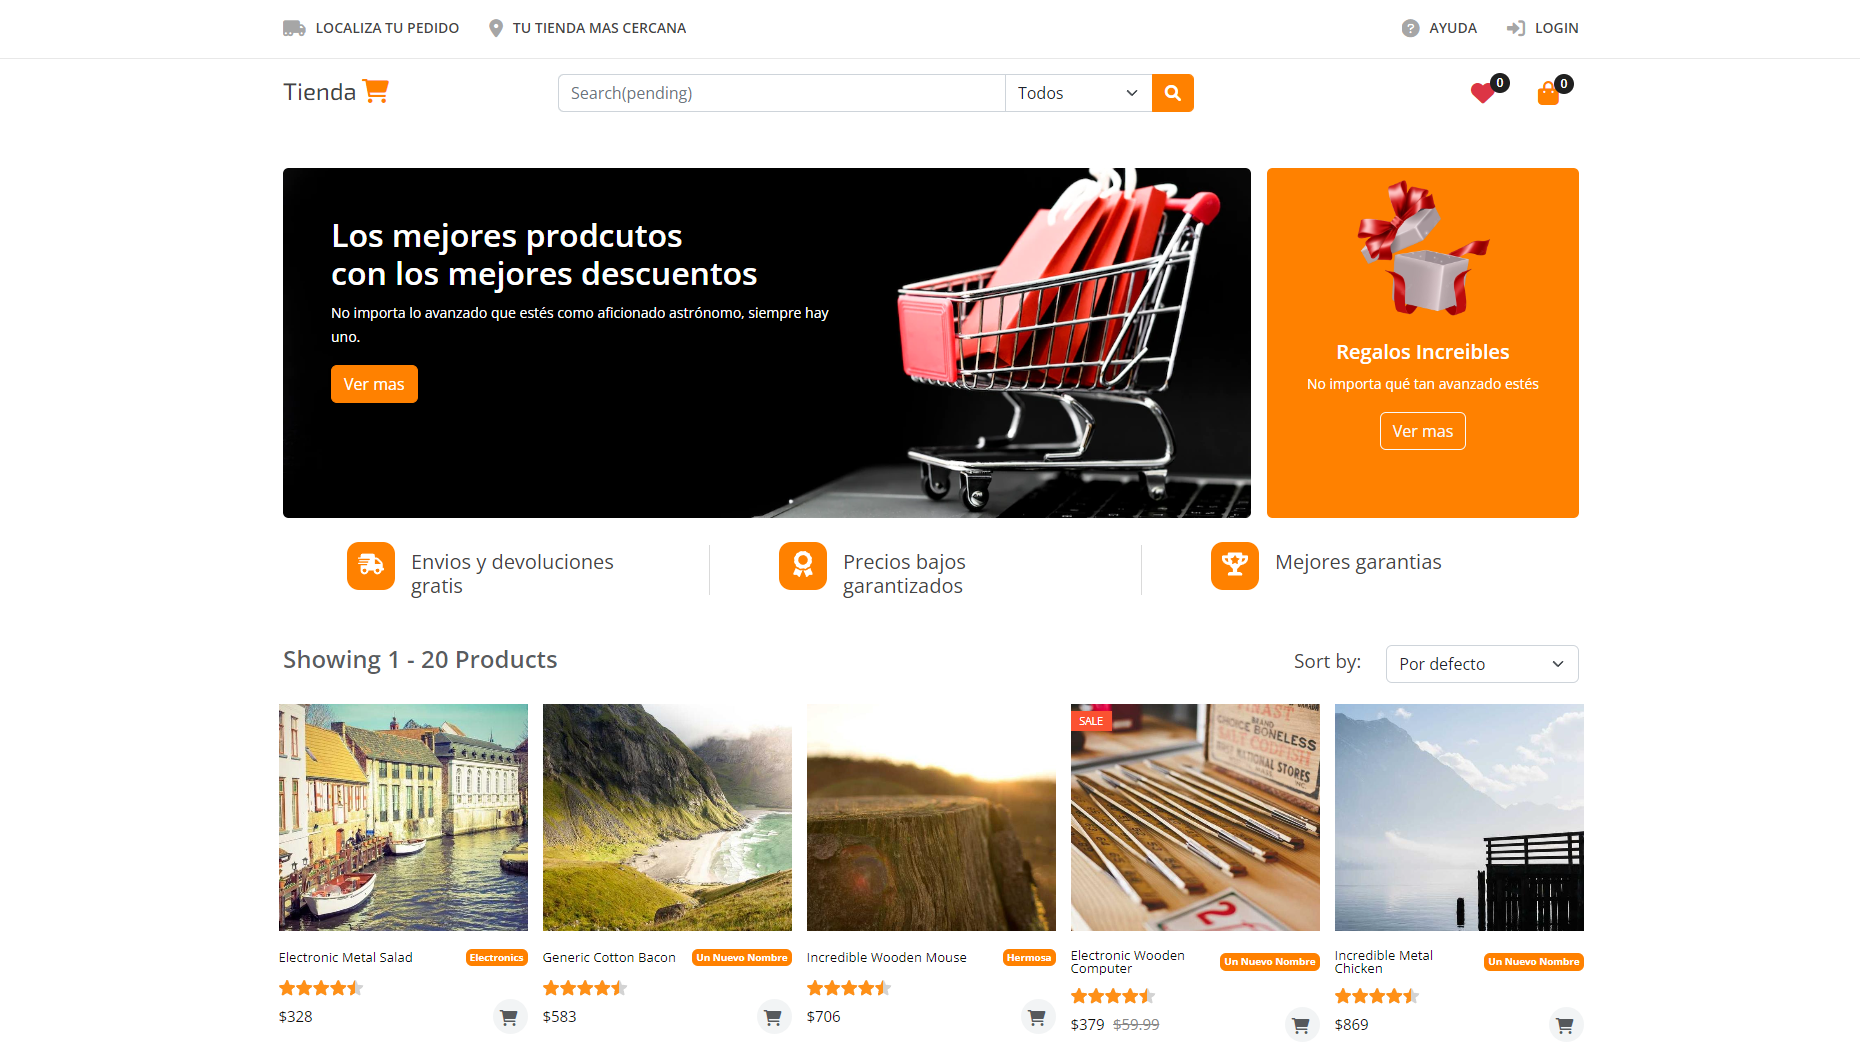 LOCALIZA TU PEDIDO
TU TIENDA MAS CERCANA
AYUDA
LOGIN
Tienda
Search(pending)
Todos
0
0
Los mejores prodcutos
con los mejores descuentos
No importa lo avanzado que estés como aficionado astrónomo, siempre hay
uno.
Ver mas
Regalos Increibles
No importa qué tan avanzado estés
Ver mas
Envios y devoluciones
gratis
Precios bajos
garantizados
Mejores garantias
Showing 1 - 20 Products
Sort by:
Por defecto
SALE
CHOICE BONELESS
STORES
2
Electronic Metal Salad
Electronics
$328
Generic Cotton Bacon
Un Nuevo Nombre
$583
Incredible Wooden Mouse
Hermosa
$706
Electronic Wooden
Computer
Un Nuevo Nombre
$379 $59.99
Incredible Metal
Chicken
Un Nuevo Nombre
$869